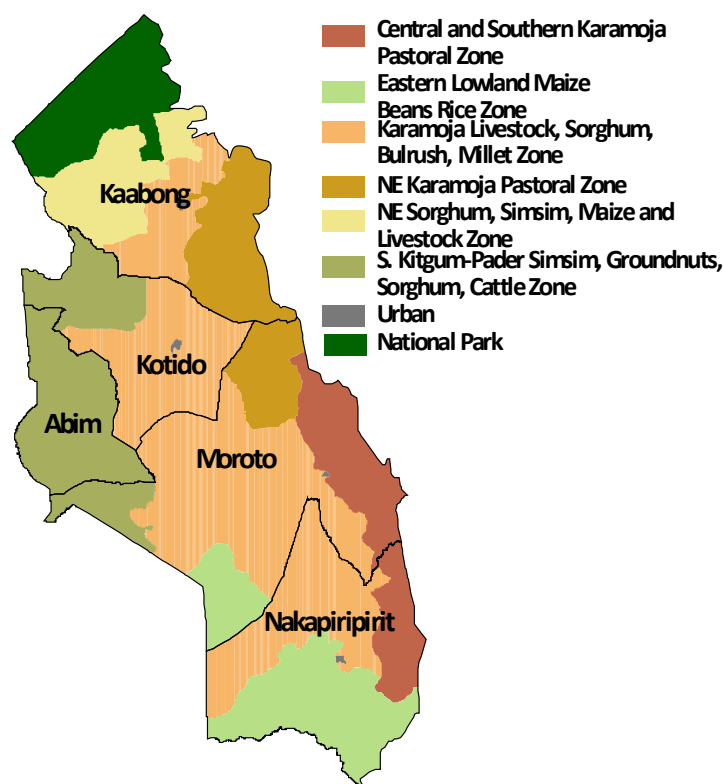 Central and Southern Karamoja
Pastoral Zone
Eastern Lowland Maize
Beans Rice Zone
Karamoja Livestock, Sorghum,
Bulrush, Millet Zone
NE Karamoja Pastoral Zone
NE Sorghum, Simsim, Maize and
Livestock Zone
S. Kitgum-Pader Simsim, Groundnuts,
Sorghum, Cattle Zone
Urban
National Park
Kaabong
Kotido
Abim
Moroto
Nakapiripirit